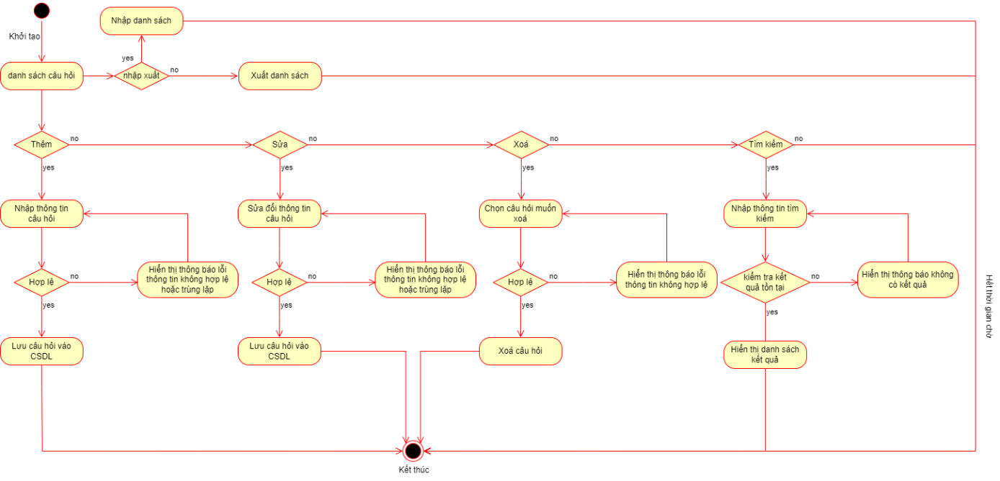 Nhập danh sách
Khởi tạo
yes
danh sách câu hỏi
nhập xuất
no
Xuất danh sách
Thêm
no
Sửa
no
Xoá
no
Tìm kiếm
no
yes
yes
yes
yes
Nhập thông tin
câu hỏi
Sửa đổi thông tin
câu hỏi
Chọn câu hỏi muốn
xoá
Nhập thông tin tìm
kiếm
Hợp lệ
no
Hiển thị thông báo lỗi
thông tin không hợp lệ
hoặc trùng lặp
Hợp lệ
no
Hiển thị thông báo lỗi
thông tin không hợp lệ
hoặc trùng lặp
Hợp lệ
no
Hiển thị thông báo lỗi
thông tin không hợp lệ
kiểm tra kết
quả tồn tại
no
Hiển thị thông báo không
có kết quả
Hết thời gian chờ
yes
yes
yes
yes
Lưu câu hỏi vào
CSDL
Lưu câu hỏi vào
CSDL
Xoá câu hỏi
Hiển thị danh sách
kết quả
Kết thúc